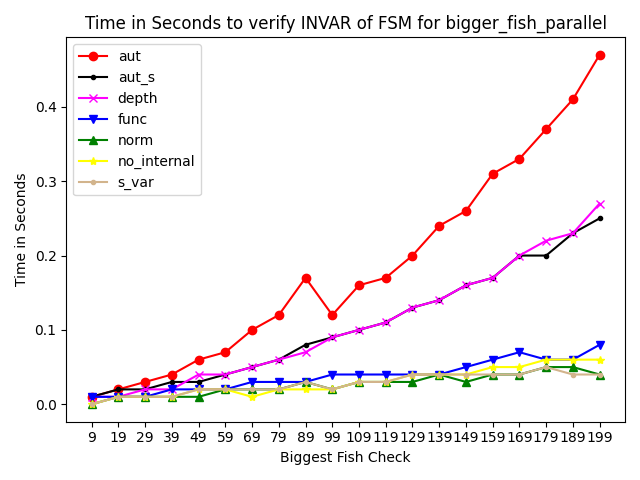 Time in Seconds to verify INVAR of FSM for bigger_fish_parallel
aut
aut_s
depth
func
norm
no_internal
s_var
Time in Seconds
0.4
0.3
0.2
0.1
0.0
9 19 29 39 49 59 69 79 89 99 109 119 129 139 149 159 169 179 189 199
Biggest Fish Check